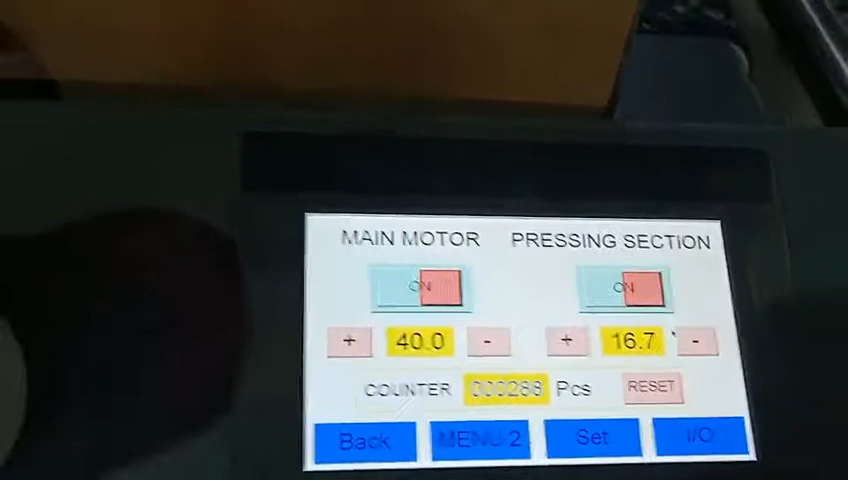 MAIN MOTOR PRESSING SECTION
ON ON
+ 40.0 - + 16.7 -
COUNTER Pcs RESET
Back MENU 2 Set I/O